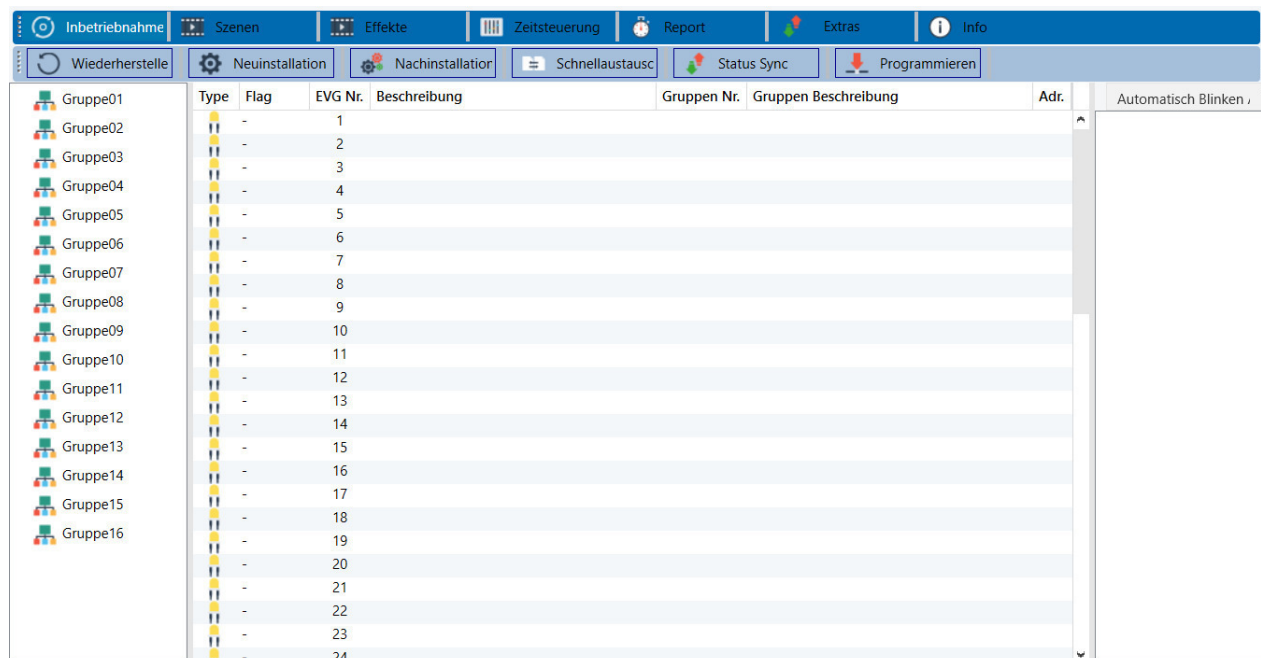 Inbetriebnahme Szenen Effekte Zeitsteuerung Report Extras Info
Wiederherstelle Neuinstallation Nachinstallatior Schnellaustausc Status Sync Programmieren
Type Flag EVG Nr. Beschreibung Gruppen Nr. Gruppen Beschreibung Adr.
Automatisch Blinken
Gruppe01
Gruppe02
Gruppe03
Gruppe04
Gruppe05
Gruppe06
Gruppe07
Gruppe08
Gruppe09
Gruppe10
Gruppe11
Gruppe12
Gruppe13
Gruppe14
Gruppe15
Gruppe16
- 1
- 2
- 3
- 4
- 5
- 6
- 7
- 8
- 9
- 10
- 11
- 12
- 13
- 14
- 15
- 16
- 17
- 18
- 19
- 20
- 21
- 22
- 23
- 24